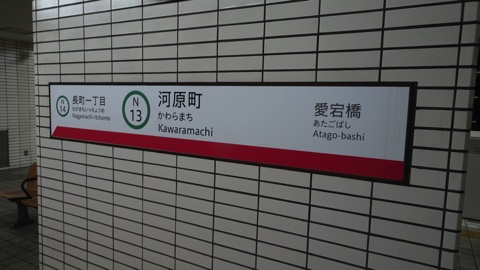 N
14
長町一丁目
ながまちいっちょうめ
Nagamachi-itchome
N
13
河原町
かわらまち
Kawaramachi
愛宕橋
あたごばし
Atago-bashi